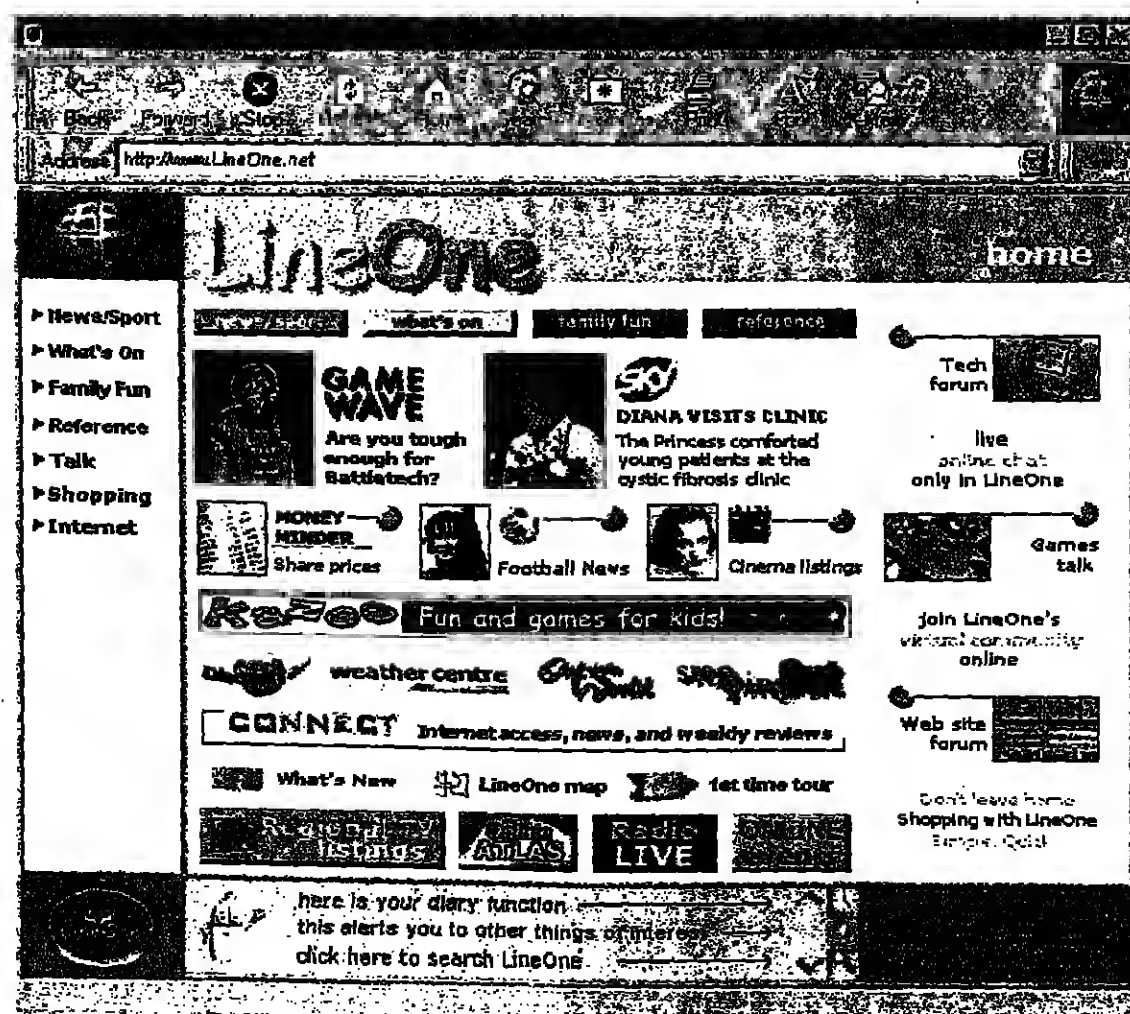 Back Forward Stop
Address http://www.LineOne.net
LineOne
home
News/Sport
What's On
Family Fun
Reference
Talk
Shopping
Internet
what's on
family fun
reference
GAME
WAVE
Are you tough
enough for
Battletech?
sky
DIANA VISITS CLINIC
The Princess comforted
young patients at the
cystic fibrosis clinic
MONEY
MINDER
Share prices
Football News
Cinema listings
Fun and games for kids!
weather centre
CONNECT Internet access, news, and weekly reviews
What's New
LineOne map
1st time tour
Regional TV
listings
ATLAS
Radio
LIVE
Tech
forum
live
online chat
only in LineOne
Games
talk
join LineOne's
virtual community
online
Web site
forum
Don't leave home
Shopping with LineOne
Simple. Quick
here is your diary function
this alerts you to other things of interest
click here to search LineOne